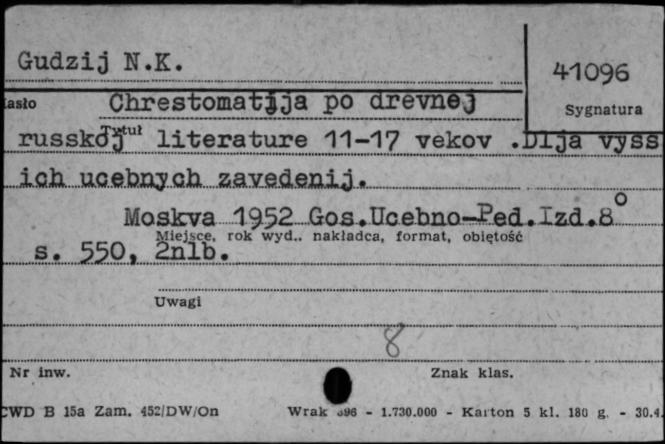 Gudzij N.K.
41096
Hasło Chrestomatija po drevnej
Sygnatura
Tytuł
russkoj literature 11-17 vekov .Dlja vyss
ich ucebnych zavedenij.
Moskva 1952 Gos.Ucebno-Ped.Izd.8°
Miejsce, rok wyd., nakładca, format, objętość
s. 550, 2nlb.
Uwagi
8
Nr inw.
Znak klas.
CWD B 15a Zam. 452/DW/On Wrak - 1.730.000 - Karton 5 kl. 180 g. - 30.4.